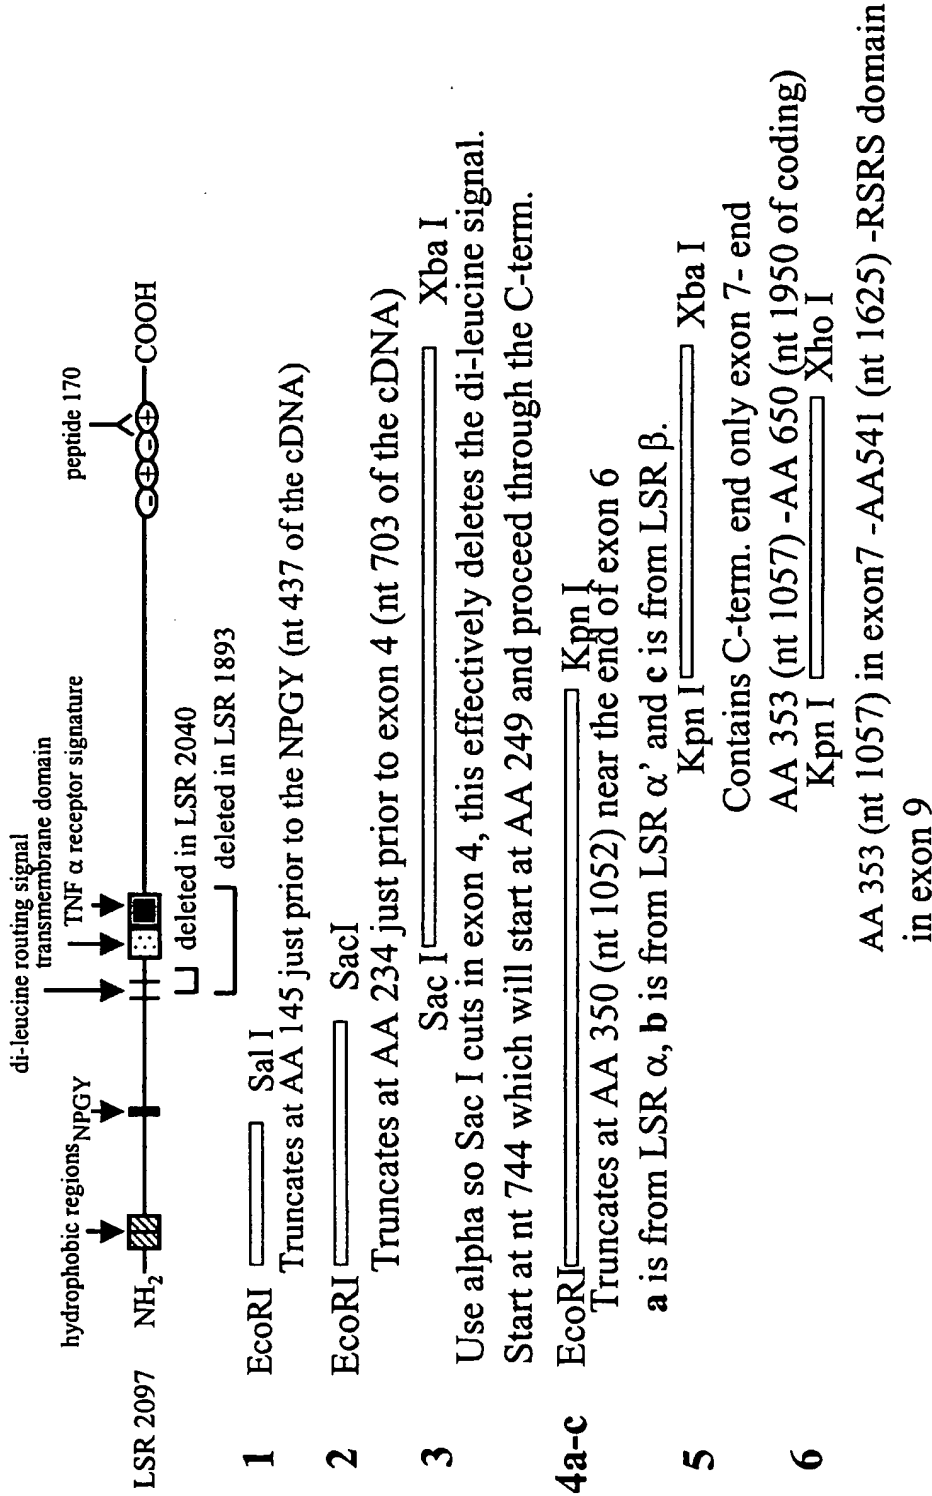 di-leucine routing signal
transmembrane domain
TNF α receptor signature
hydrophobic regions NPGY
peptide 170
LSR 2097 NH2 - + - + COOH
deleted in LSR 2040
deleted in LSR 1893
1 EcoRI Sal I
Truncates at AA 145 just prior to the NPGY (nt 437 of the cDNA)
2 EcoRI SacI
Truncates at AA 234 just prior to exon 4 (nt 703 of the cDNA)
3 Sac I Xba I
Use alpha so Sac I cuts in exon 4, this effectively deletes the di-leucine signal.
Start at nt 744 which will start at AA 249 and proceed through the C-term.
4a-c EcoRI Kpn I
Truncates at AA 350 (nt 1052) near the end of exon 6
a is from LSR α, b is from LSR α’ and c is from LSR β.
5 Kpn I Xba I
Contains C-term. end only exon 7- end
AA 353 (nt 1057) -AA 650 (nt 1950 of coding)
6 Kpn I Xho I
AA 353 (nt 1057) in exon7 -AA541 (nt 1625) -RSRS domain
in exon 9